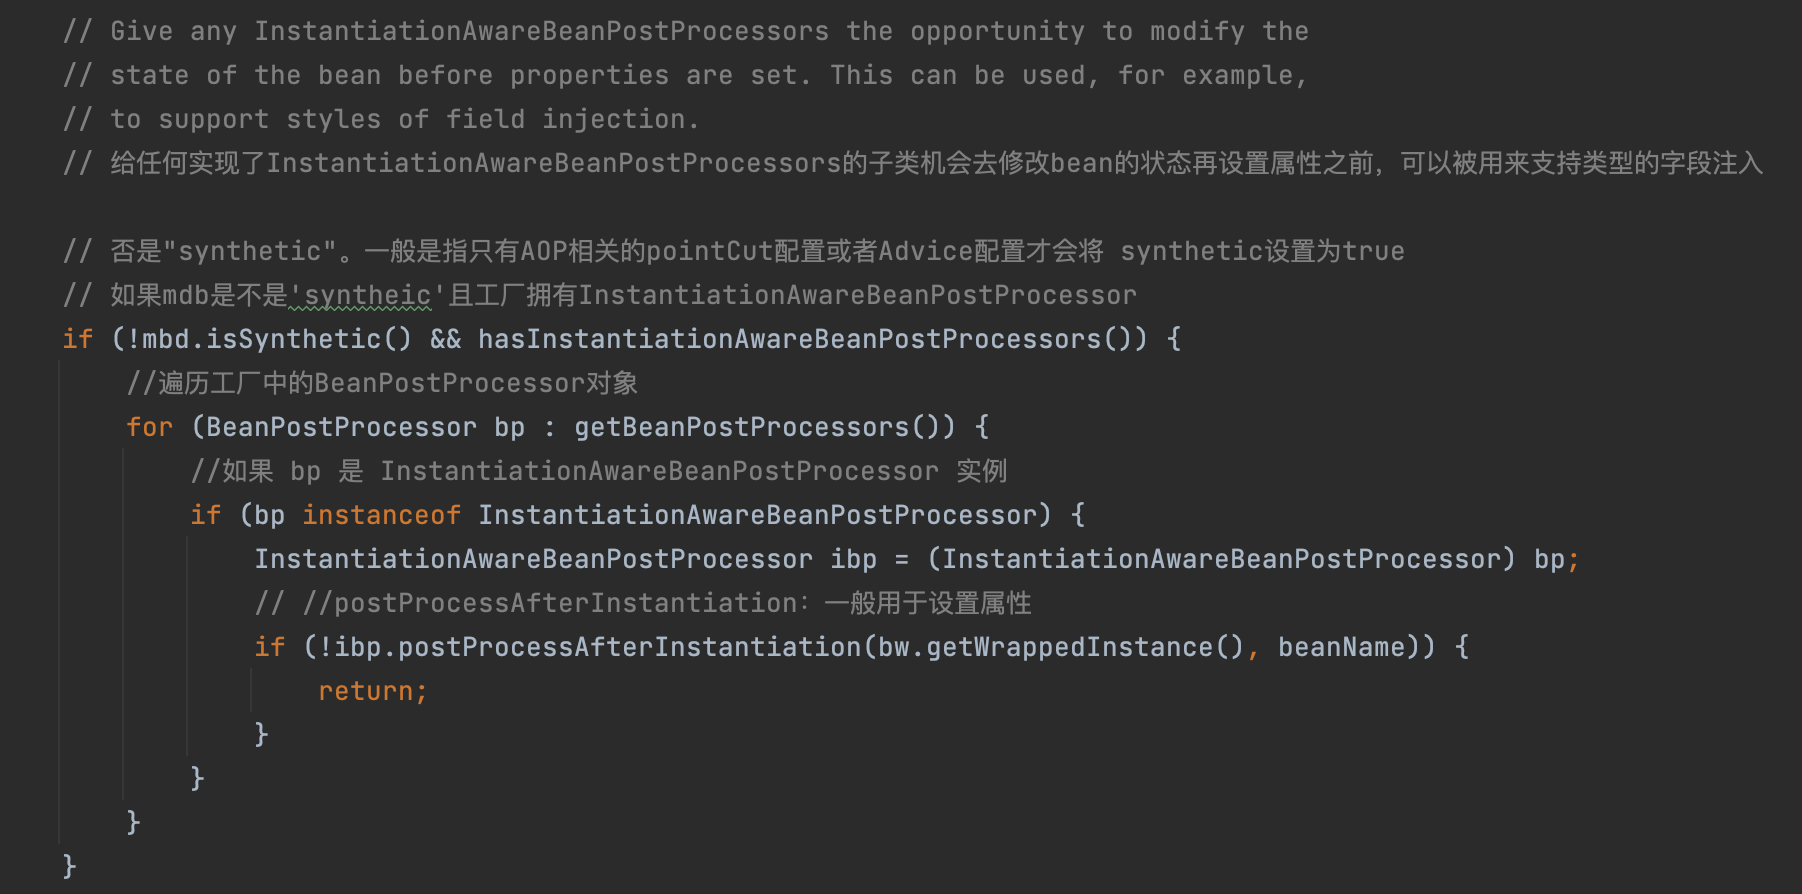 // Give any InstantiationAwareBeanPostProcessors the opportunity to modify the
// state of the bean before properties are set. This can be used, for example,
// to support styles of field injection.
// 给任何实现了InstantiationAwareBeanPostProcessors的子类机会去修改bean的状态再设置属性之前，可以被用来支持类型的字段注入
// 否是"synthetic"。一般是指只有AOP相关的pointCut配置或者Advice配置才会将 synthetic设置为true
// 如果mdb是不是'syntheic'且工厂拥有InstantiationAwareBeanPostProcessor
if (!mbd.isSynthetic() && hasInstantiationAwareBeanPostProcessors()) {
//遍历工厂中的BeanPostProcessor对象
for (BeanPostProcessor bp : getBeanPostProcessors()) {
//如果 bp 是 InstantiationAwareBeanPostProcessor 实例
if (bp instanceof InstantiationAwareBeanPostProcessor) {
InstantiationAwareBeanPostProcessor ibp = (InstantiationAwareBeanPostProcessor) bp;
// //postProcessAfterInstantiation：一般用于设置属性
if (!ibp.postProcessAfterInstantiation(bw.getWrappedInstance(), beanName)) {
return;
}
}
}
}